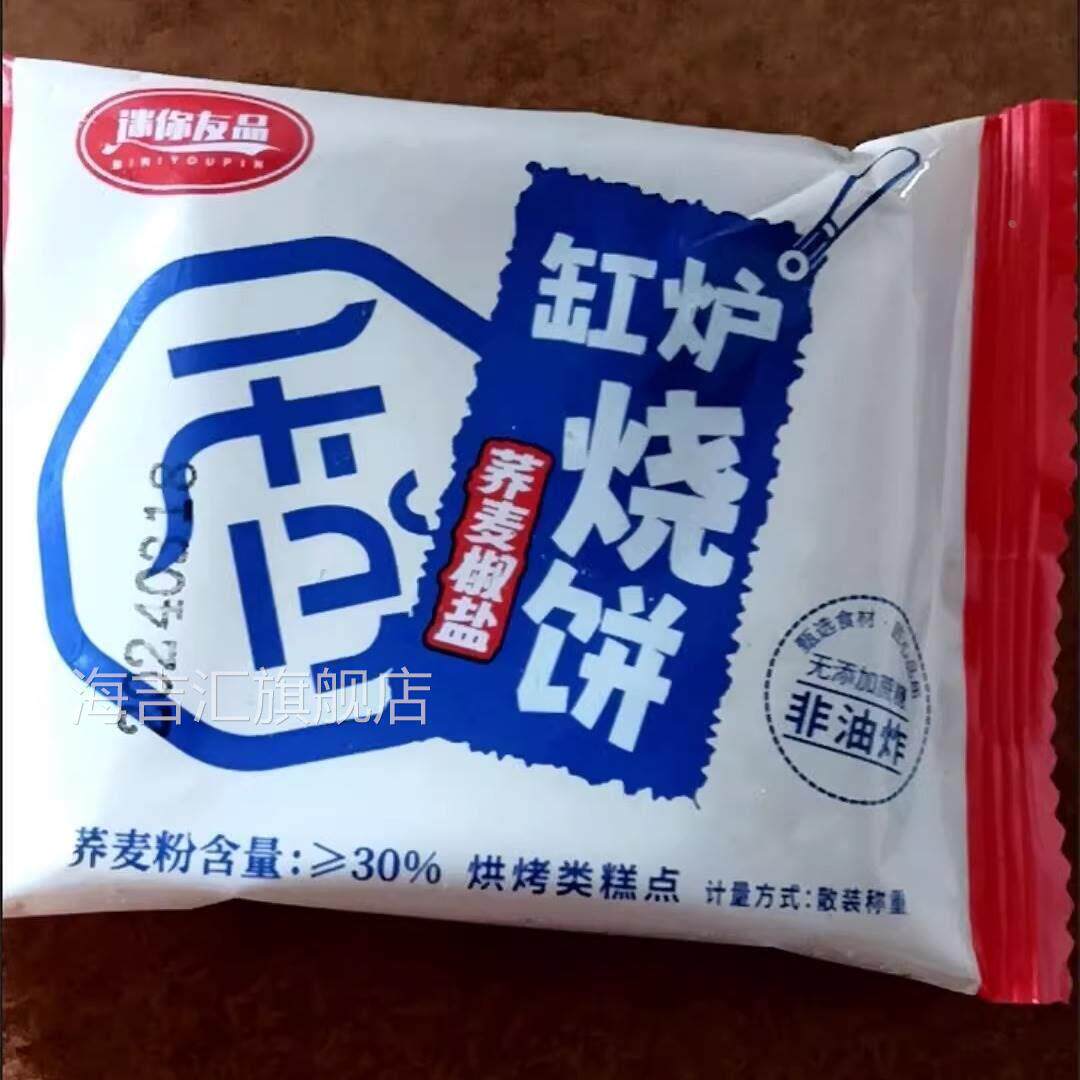 迷你友品
缸炉
烧饼
荞麦椒盐
香
甄选食材
无添加蔗糖
非油炸
海吉汇旗舰店
荞麦粉含量:≥30% 烘烤类糕点 计量方式:散装称重